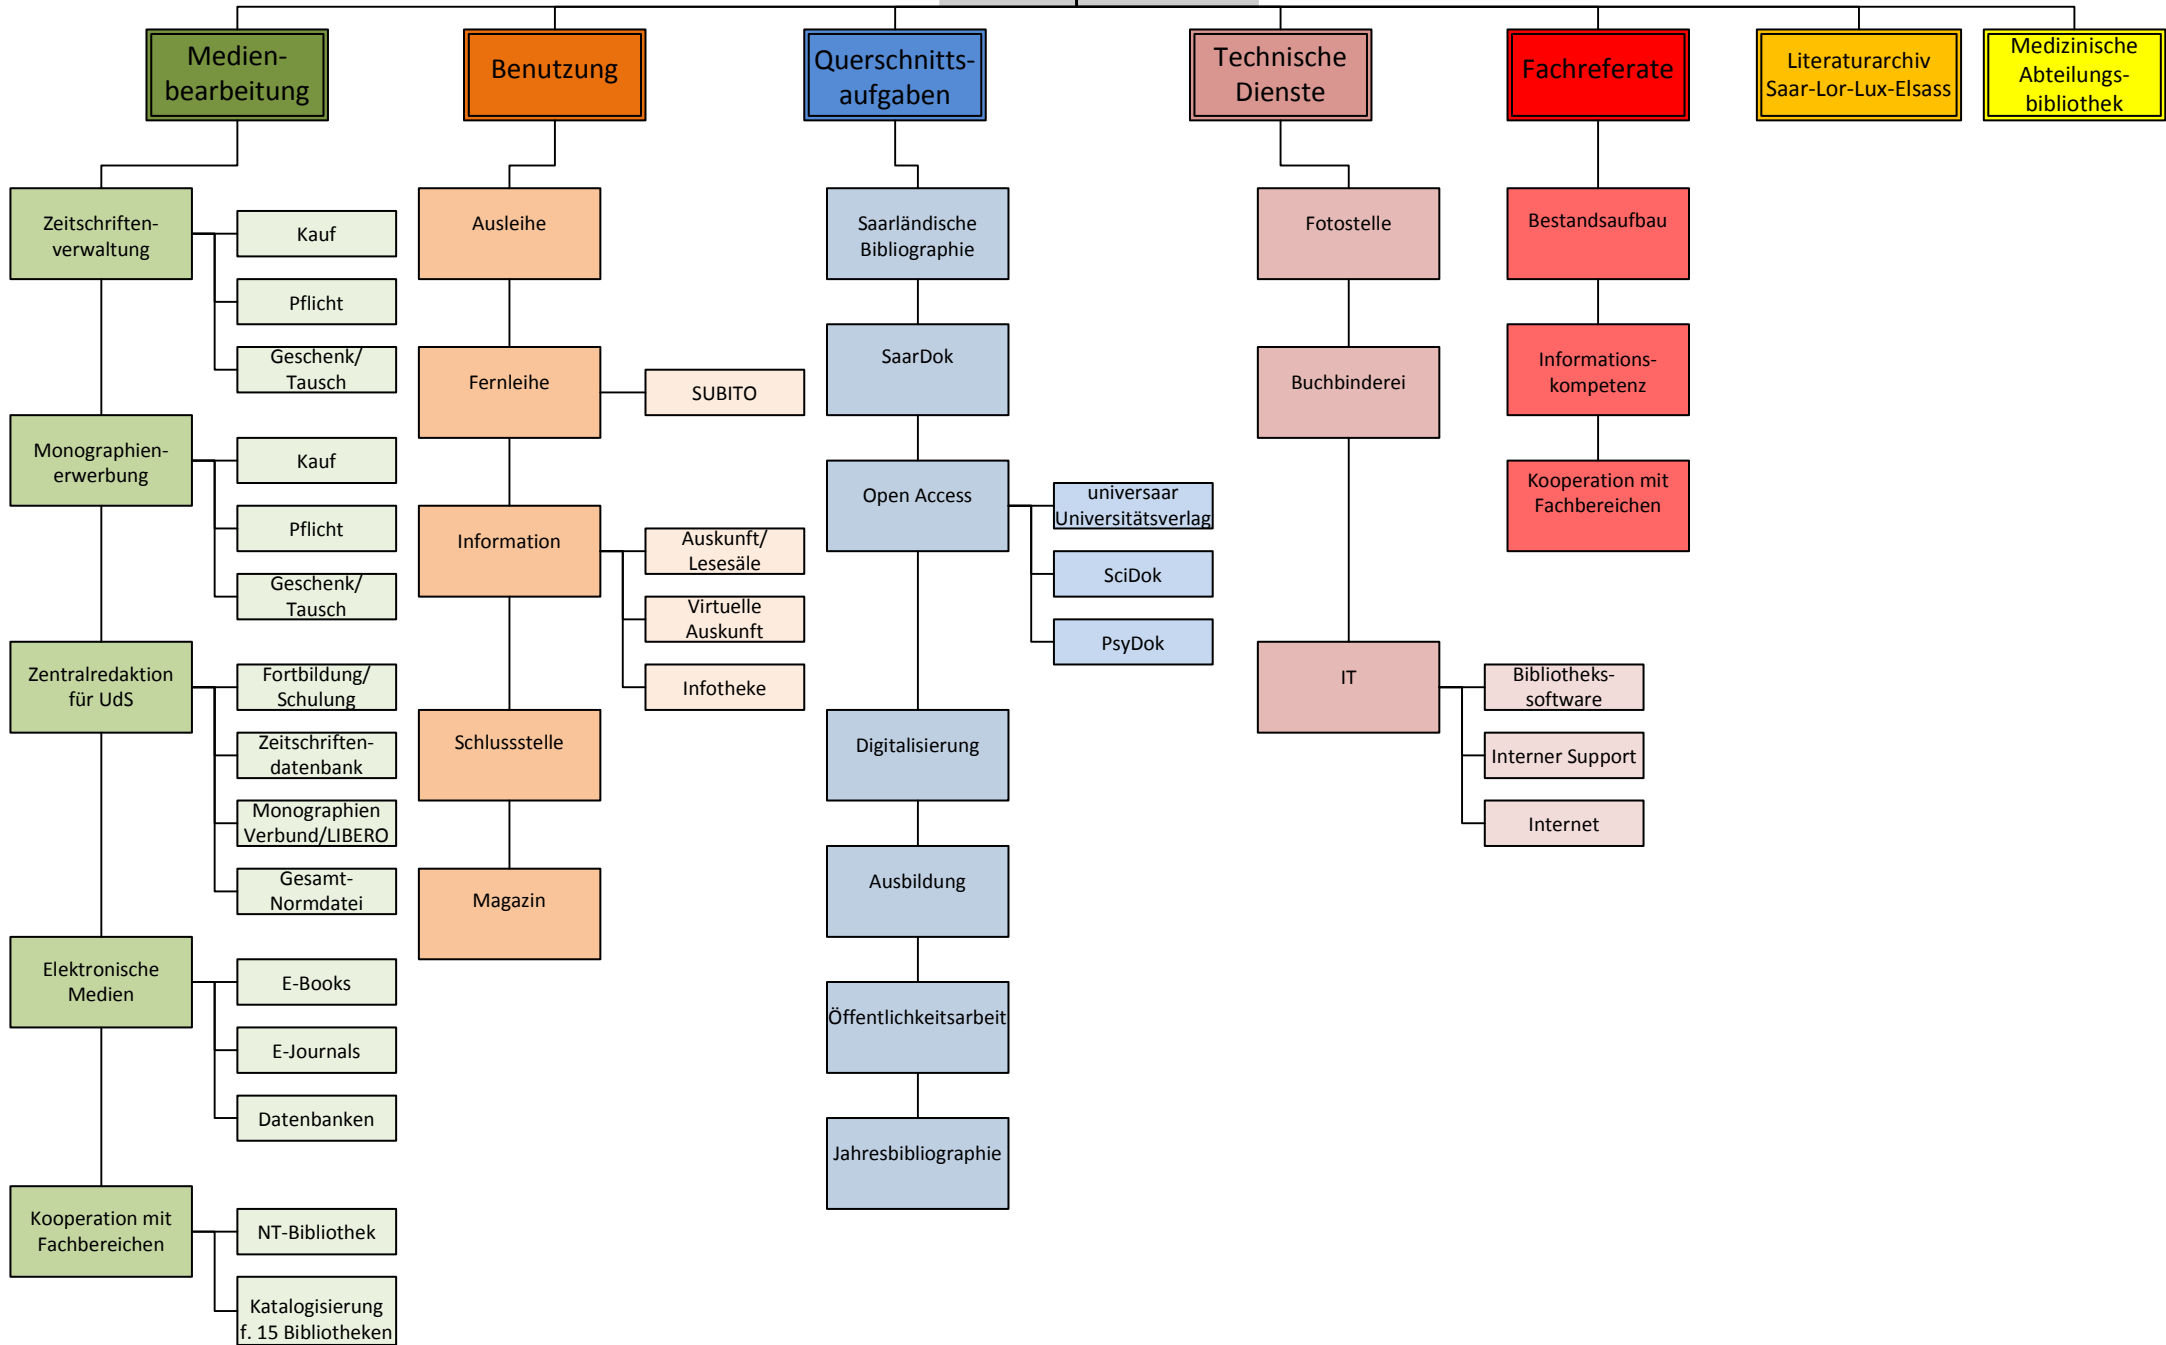 Medien-
bearbeitung
Benutzung
Querschnitts-
aufgaben
Technische
Dienste
Fachreferate
Literaturarchiv
Saar-Lor-Lux-Elsass
Medizinische
Abteilungs-
bibliothek
Zeitschriften-
verwaltung
Kauf
Pflicht
Geschenk/
Tausch
Monographien-
erwerbung
Kauf
Pflicht
Geschenk/
Tausch
Zentralredaktion
für UdS
Fortbildung/
Schulung
Zeitschriften-
datenbank
Monographien
Verbund/LIBERO
Gesamt-
Normdatei
Elektronische
Medien
E-Books
E-Journals
Datenbanken
Kooperation mit
Fachbereichen
NT-Bibliothek
Katalogisierung
f. 15 Bibliotheken
Ausleihe
Fernleihe
SUBITO
Information
Auskunft/
Lesesäle
Virtuelle
Auskunft
Infotheke
Schlussstelle
Magazin
Saarländische
Bibliographie
SaarDok
Open Access
universaar
Universitätsverlag
SciDok
PsyDok
Digitalisierung
Ausbildung
Öffentlichkeitsarbeit
Jahresbibliographie
Fotostelle
Buchbinderei
IT
Bibliotheks-
software
Interner Support
Internet
Bestandsaufbau
Informations-
kompetenz
Kooperation mit
Fachbereichen